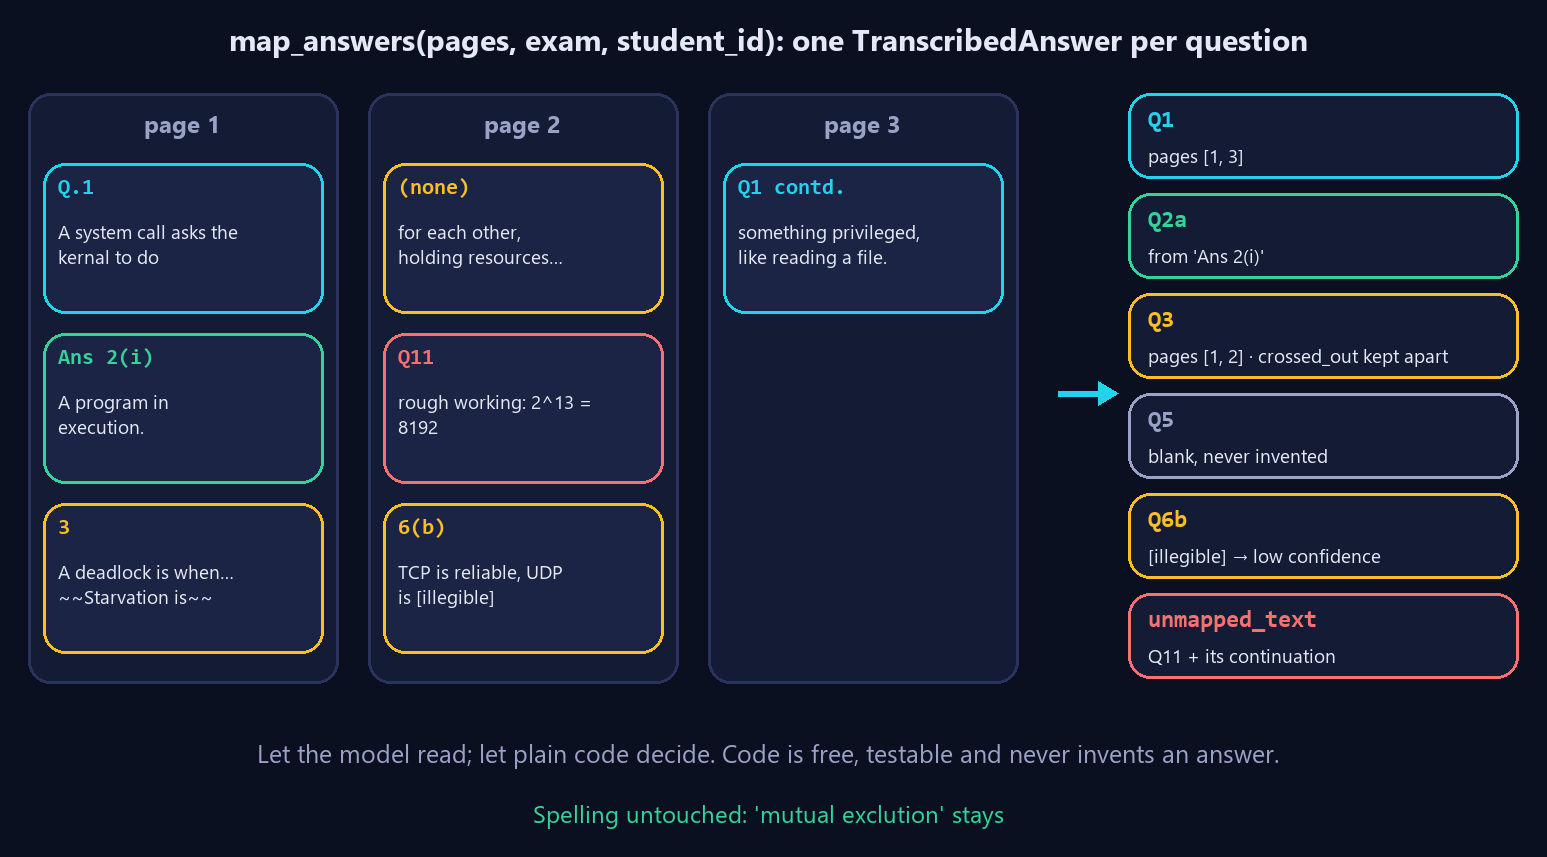 map_answers(pages, exam, student_id): one TranscribedAnswer per question
page 1
Q.1
A system call asks the
kernal to do
Ans 2(i)
A program in
execution.
3
A deadlock is when...
~~Starvation is~~
page 2
(none)
for each other,
holding resources...
Q11
rough working: 2^13 =
8192
6(b)
TCP is reliable, UDP
is [illegible]
page 3
Q1 contd.
something privileged,
like reading a file.
Q1
pages [1, 3]
Q2a
from 'Ans 2(i)'
Q3
pages [1, 2] · crossed_out kept apart
Q5
blank, never invented
Q6b
[illegible] → low confidence
unmapped_text
Q11 + its continuation
Let the model read; let plain code decide. Code is free, testable and never invents an answer.
Spelling untouched: 'mutual exclution' stays